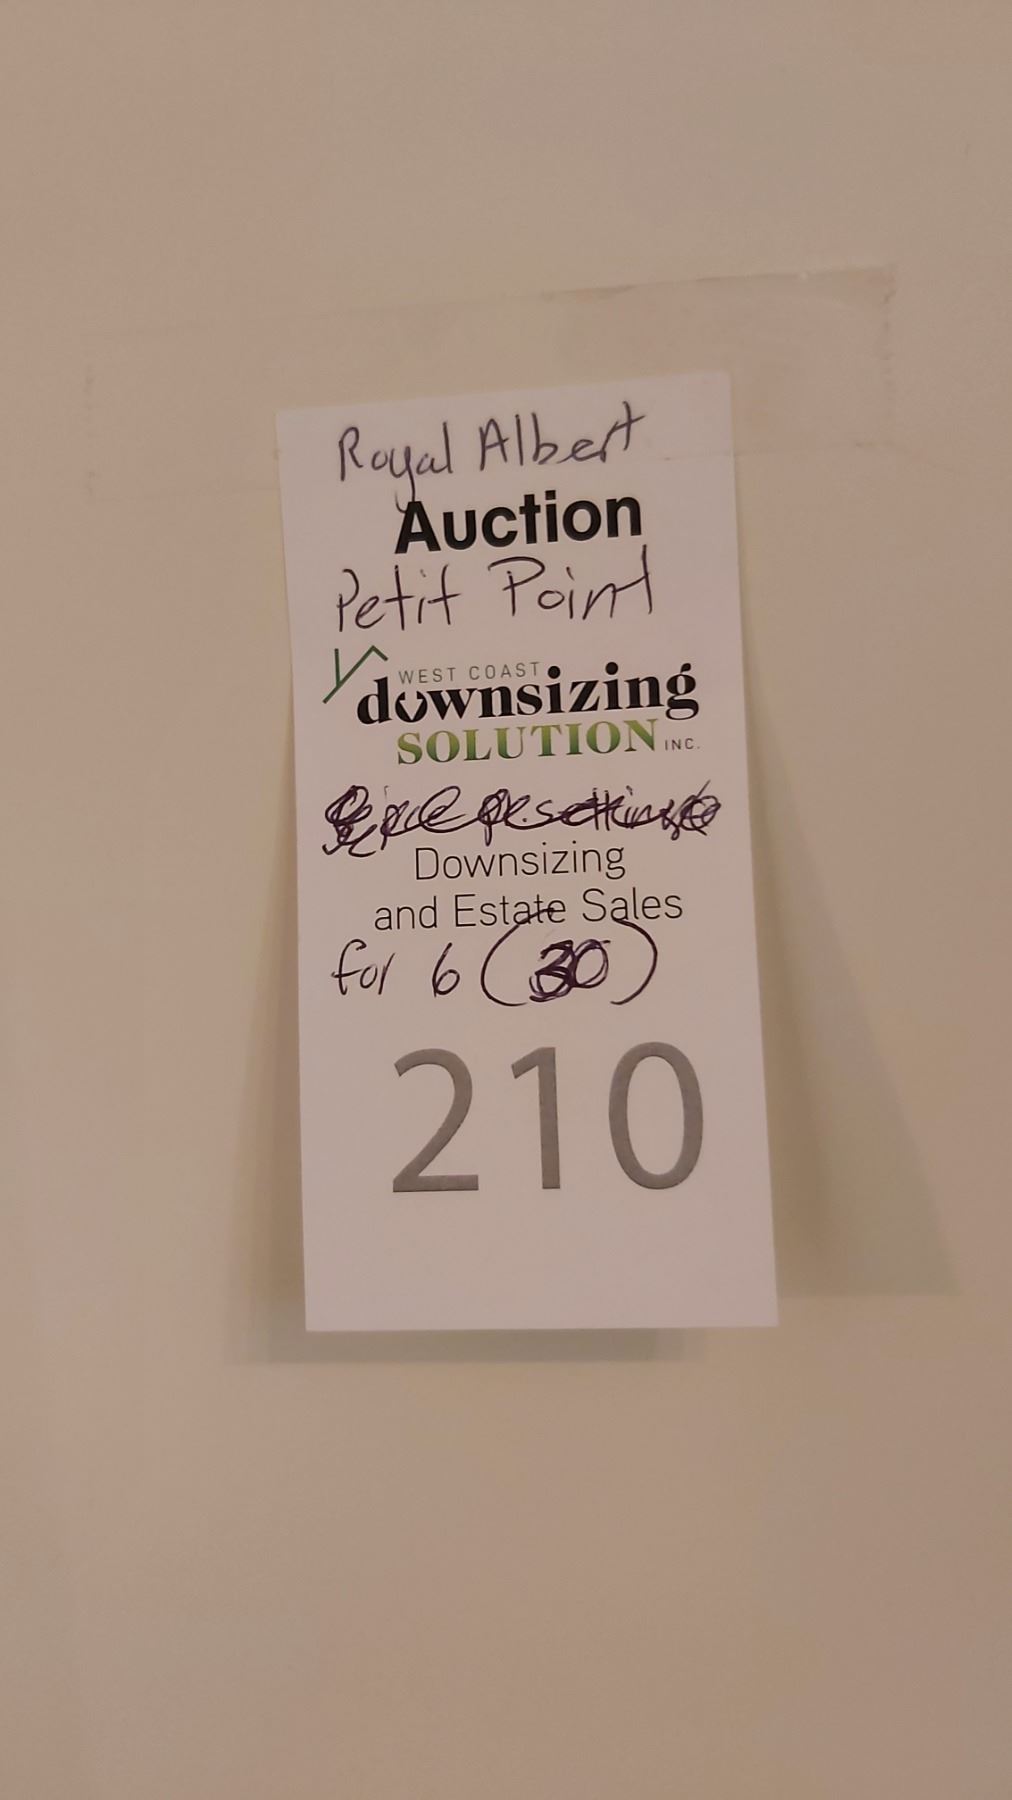 Royal Albert
Auction
Petit Point
WEST COAST
downsizing
SOLUTION INC.
Downsizing
and Estate Sales
for 6 (30)
210